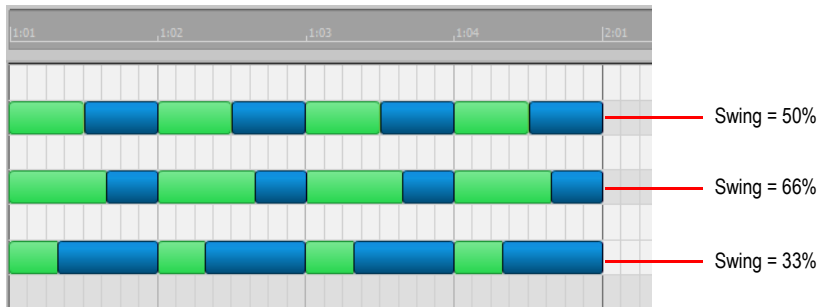 1:01 1:02 1:03 1:04 2:01
Swing = 50%
Swing = 66%
Swing = 33%